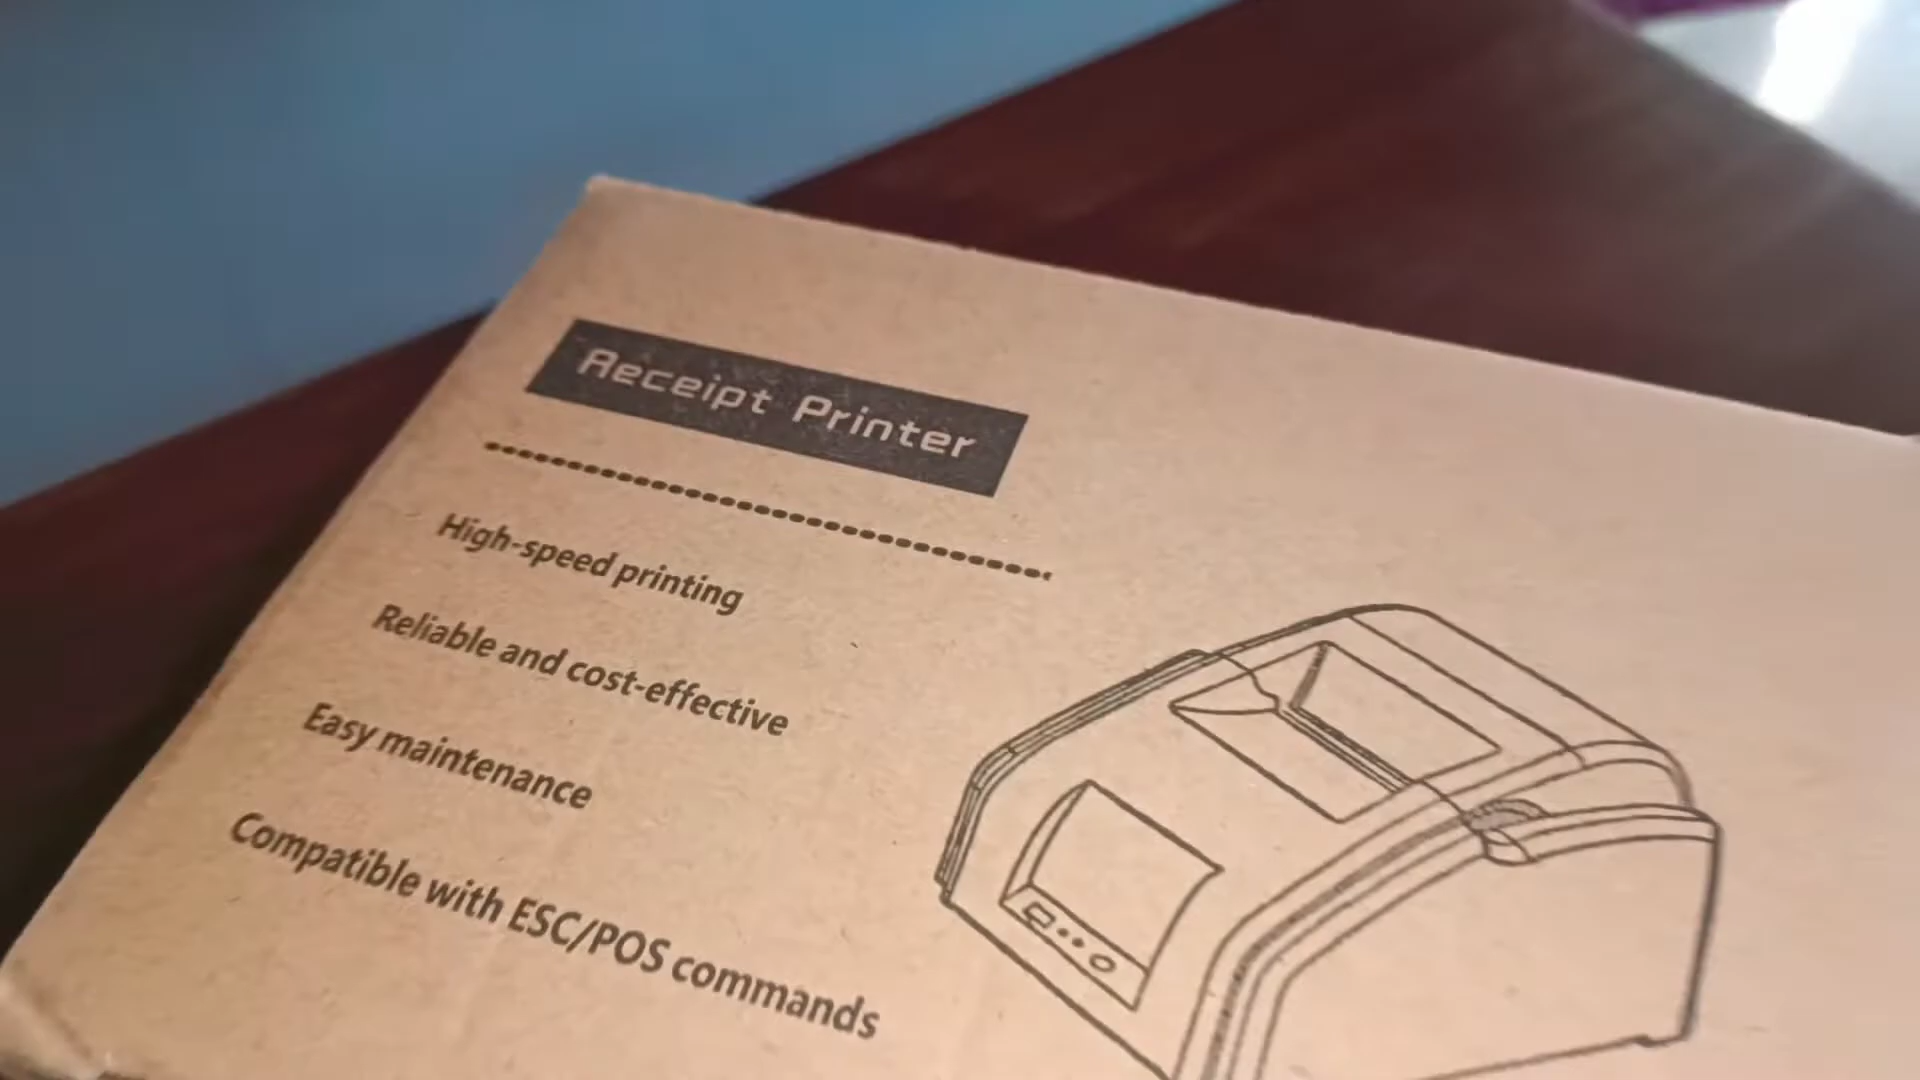 Receipt Printer
High-speed printing
Reliable and cost-effective
Easy maintenance
Compatible with ESC/POS commands